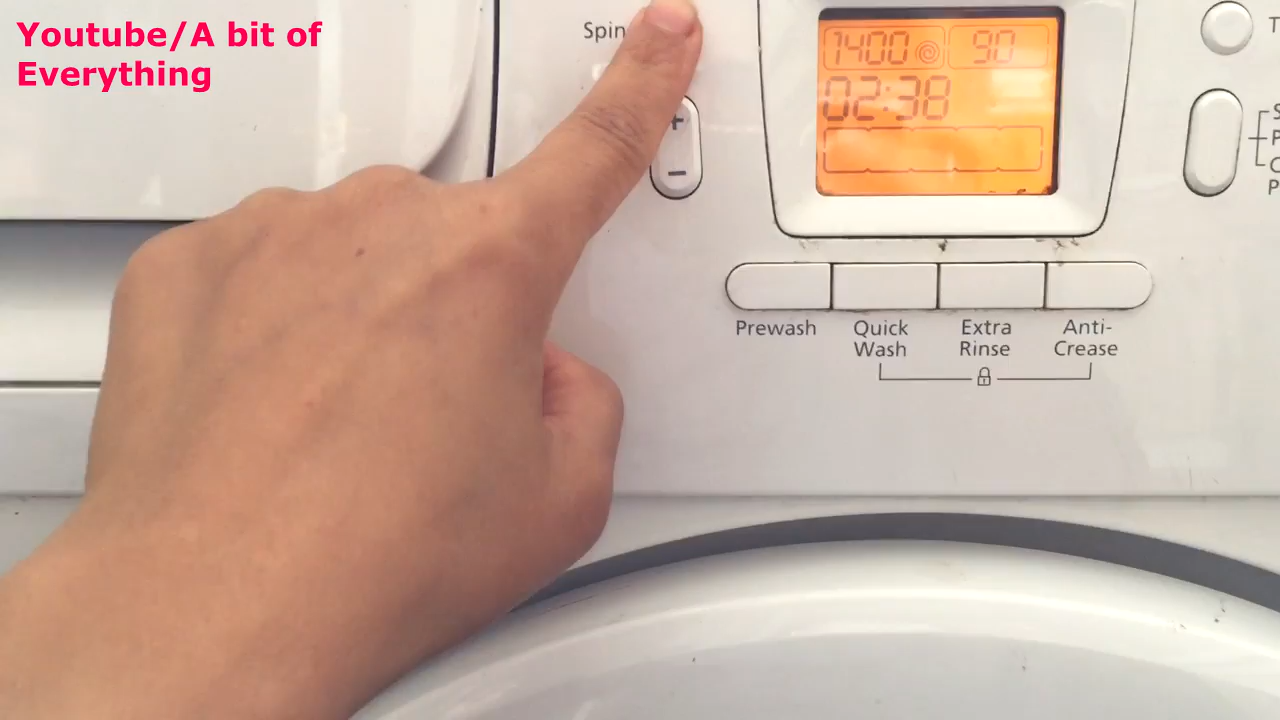 Youtube/A bit of
Everything
Spin
1400 90
02:38
+
-
Prewash
Quick
Wash
Extra
Rinse
Anti-
Crease